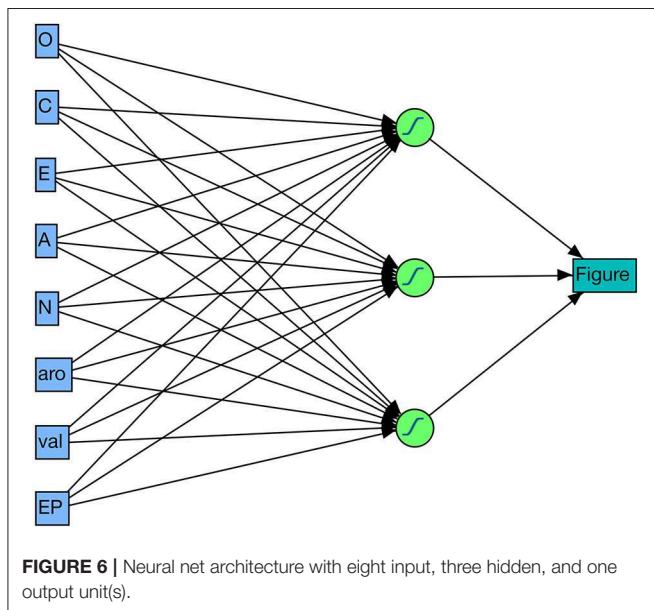 O
C
E
A
N
aro
val
EP
Figure
FIGURE 6 | Neural net architecture with eight input, three hidden, and one
output unit(s).